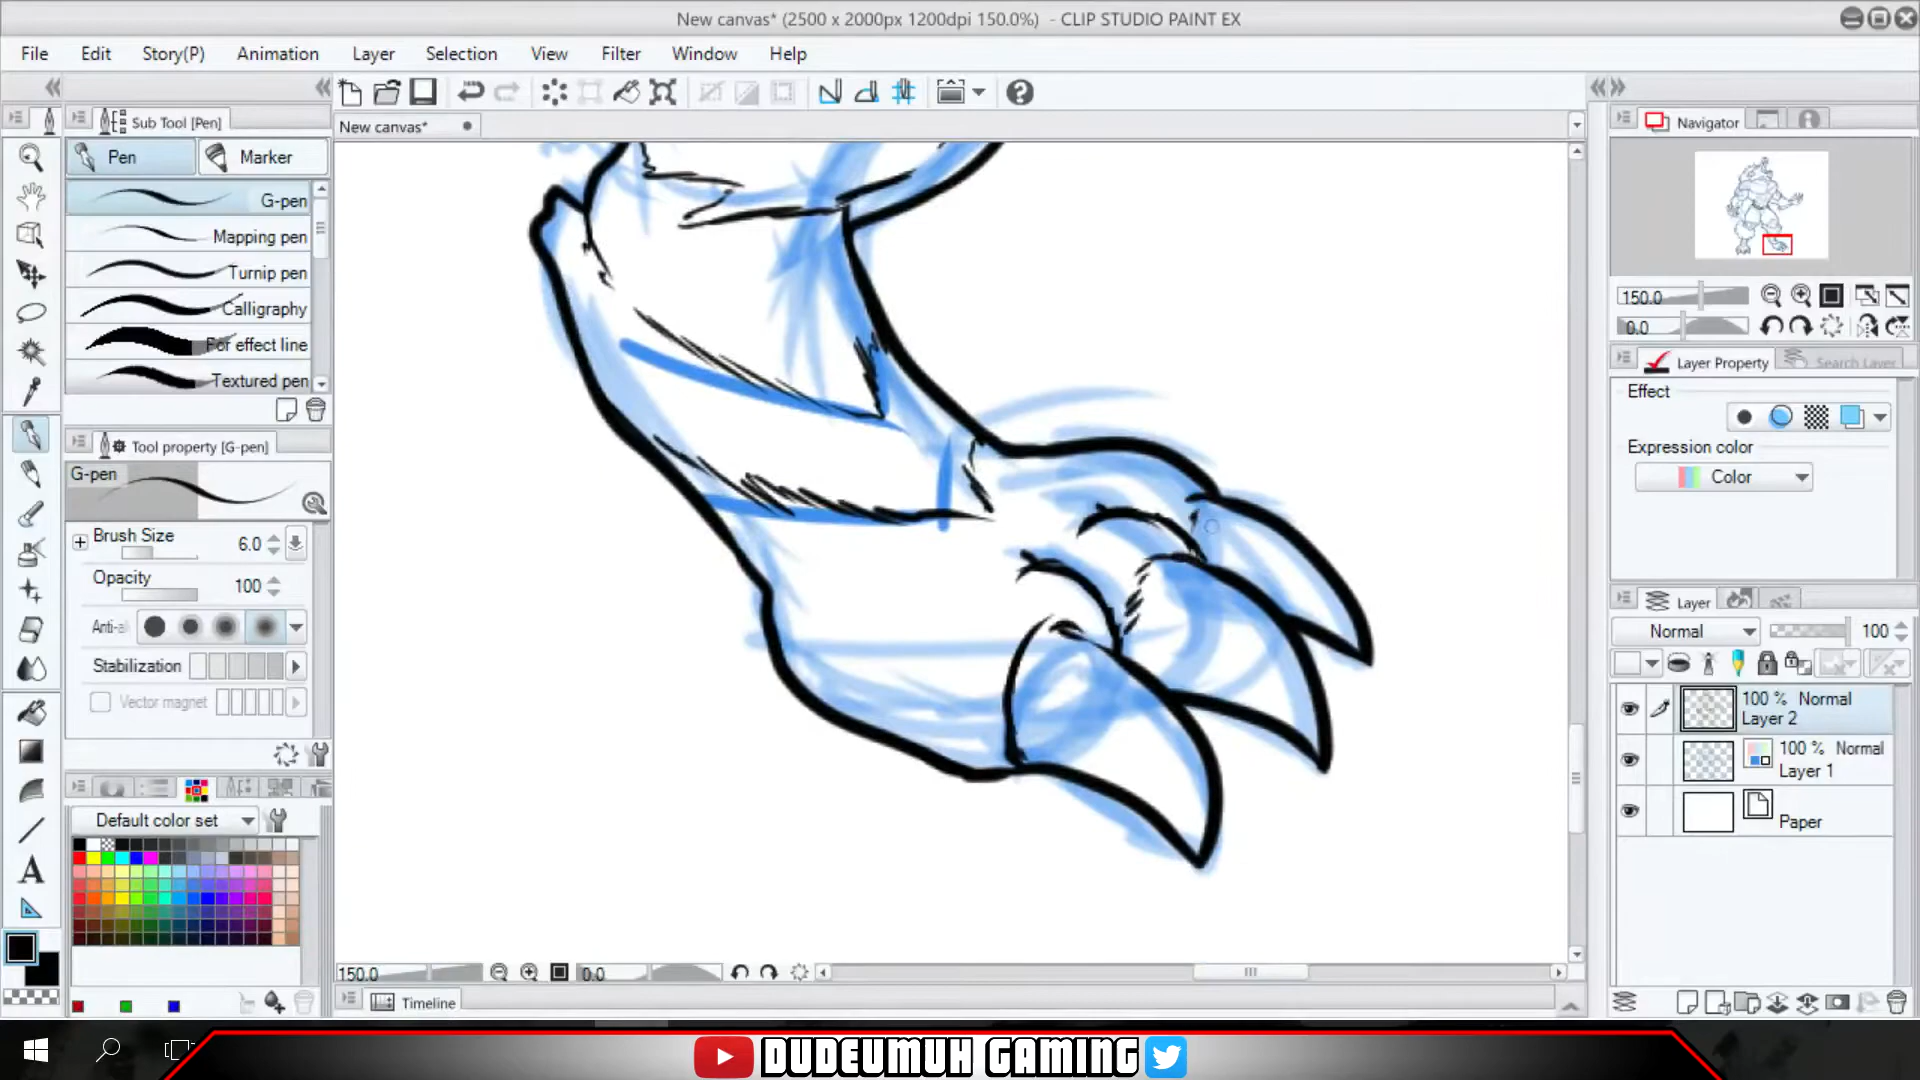 New canvas* (2500 x 2000px 1200dpi 150.0%) - CLIP STUDIO PAINT EX
File Edit Story(P) Animation Layer Selection View Filter Window Help
Sub Tool [Pen]
Pen Marker
G-pen
Mapping pen
Turnip pen
Calligraphy
For effect line
Textured pen
Tool property [G-pen]
G-pen
Brush Size 6.0
Opacity 100
Anti-a
Stabilization
Vector magnet
Default color set
New canvas*
150.0 0.0
Timeline
Navigator
150.0
0.0
Layer Property Search Layer
Effect
Expression color
Color
Layer
Normal 100
100 % Normal
Layer 2
100 % Normal
Layer 1
Paper
DUDEUMUH GAMING